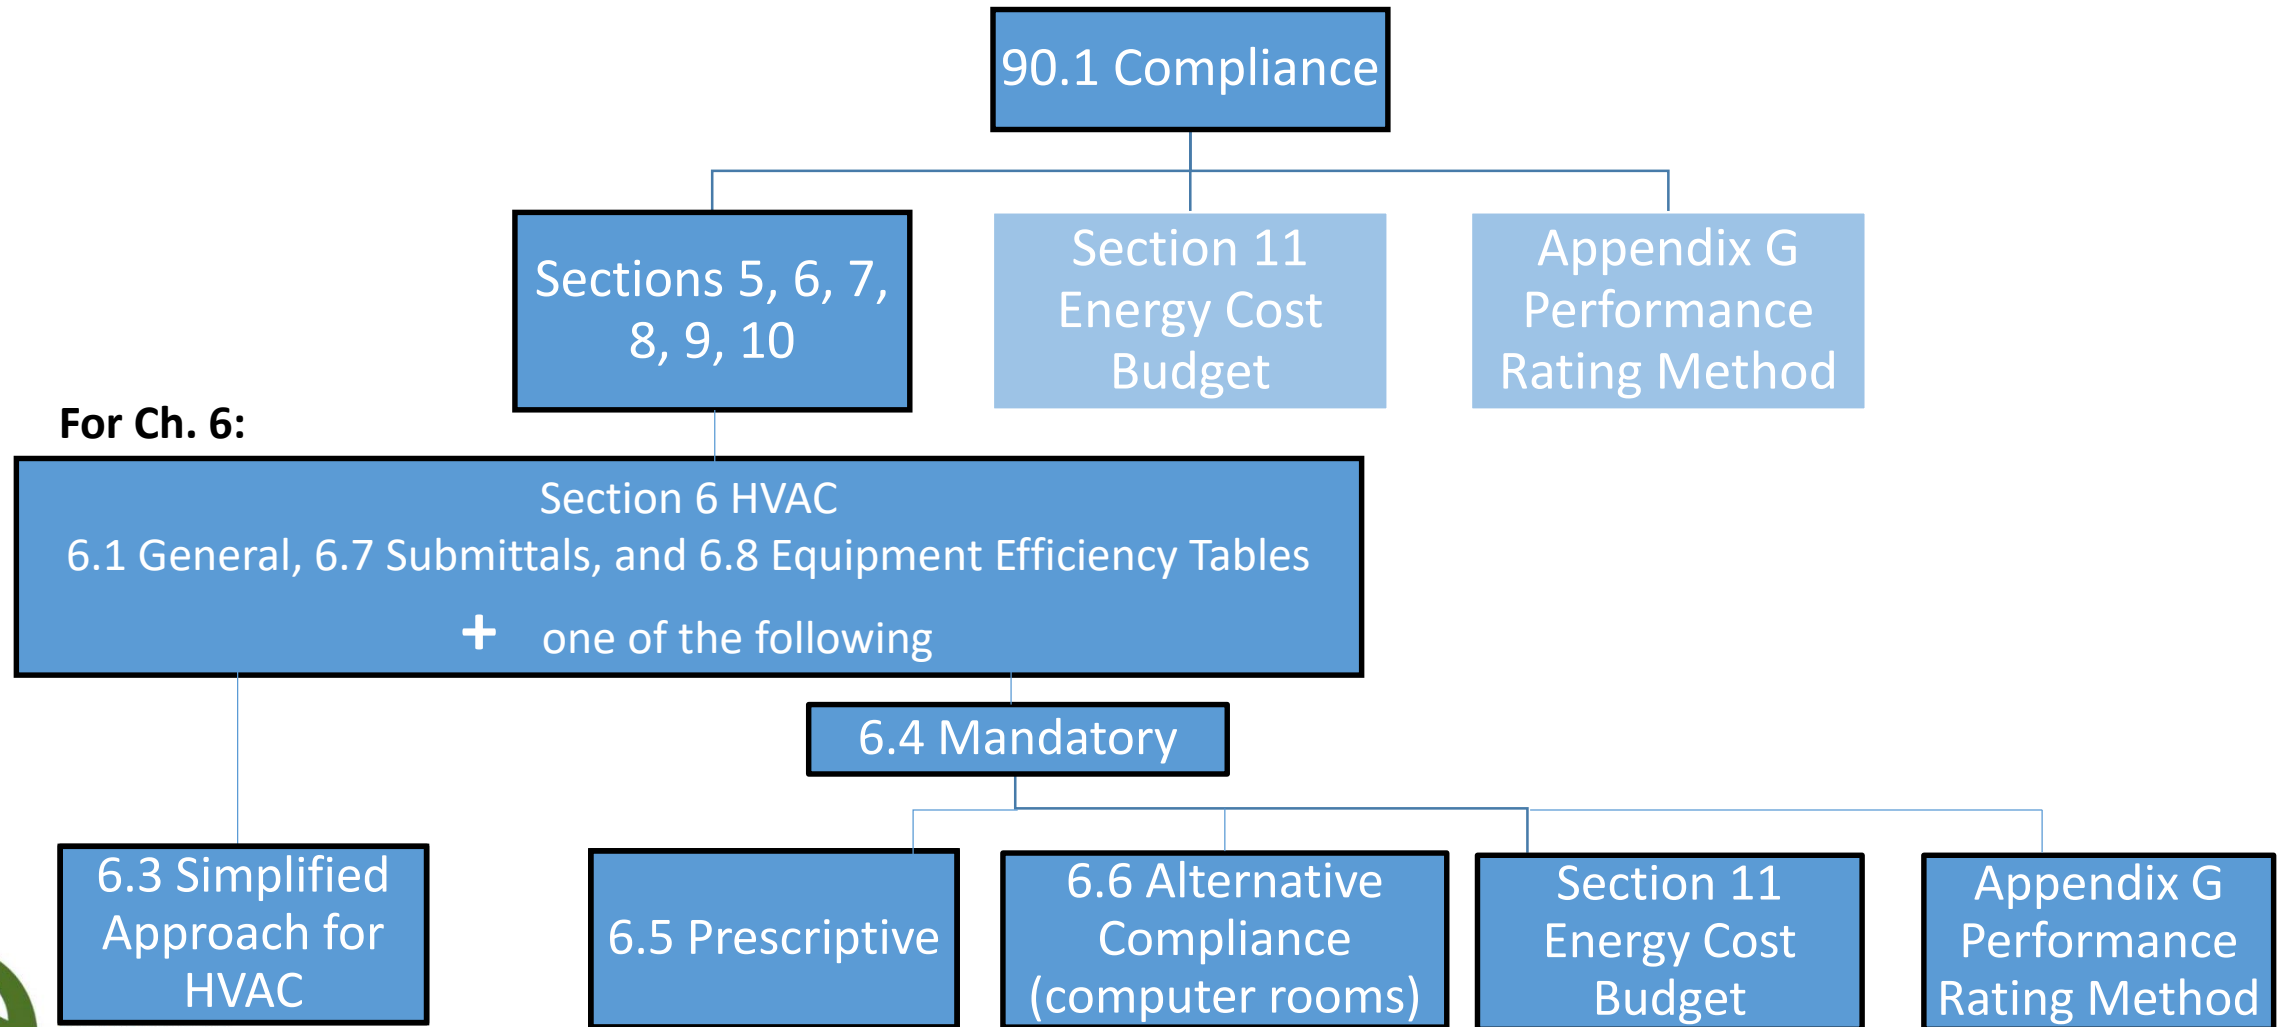 90.1 Compliance
Sections 5, 6, 7,
8, 9, 10
Section 11
Energy Cost
Budget
Appendix G
Performance
Rating Method
For Ch. 6:
Section 6 HVAC
6.1 General, 6.7 Submittals, and 6.8 Equipment Efficiency Tables
+ one of the following
6.4 Mandatory
6.3 Simplified
Approach for
HVAC
6.5 Prescriptive
6.6 Alternative
Compliance
(computer rooms)
Section 11
Energy Cost
Budget
Appendix G
Performance
Rating Method